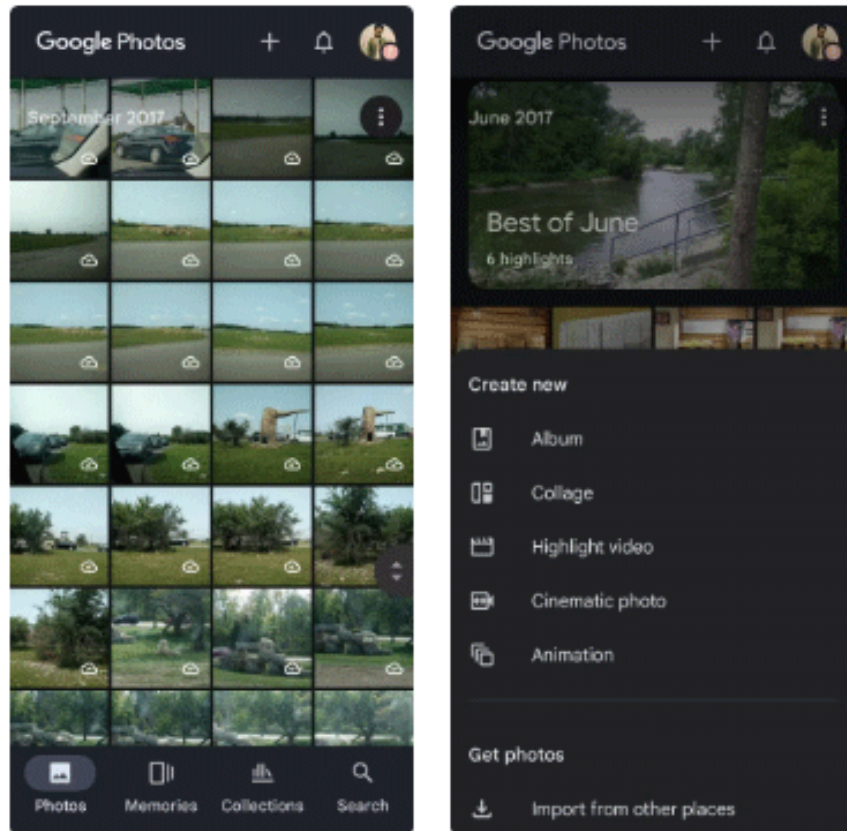 Google Photos
September 2017
Photos
Memories
Collections
Search
Google Photos
June 2017
Best of June
6 highlights
Create new
Album
Collage
Highlight video
Cinematic photo
Animation
Get photos
Import from other places